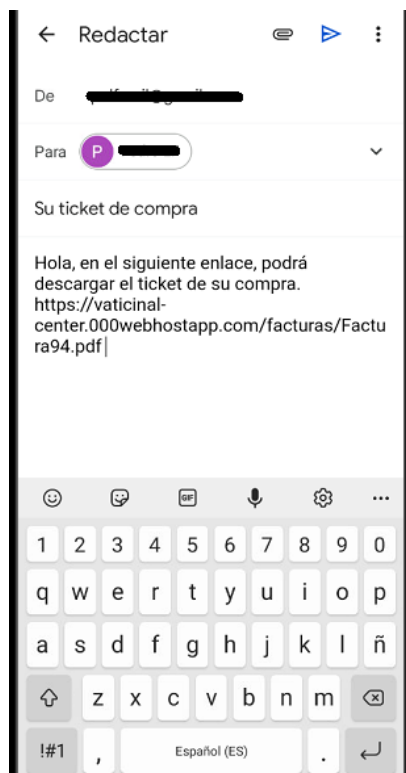 Redactar
De
Para P
Su ticket de compra
Hola, en el siguiente enlace, podrá
descargar el ticket de su compra.
https://vaticinal-
center.000webhostapp.com/facturas/Factu
ra94.pdf
GIF
1 2 3 4 5 6 7 8 9 0
q w e r t y u i o p
a s d f g h j k l ñ
z x c v b n m
!#1 , Español (ES) .